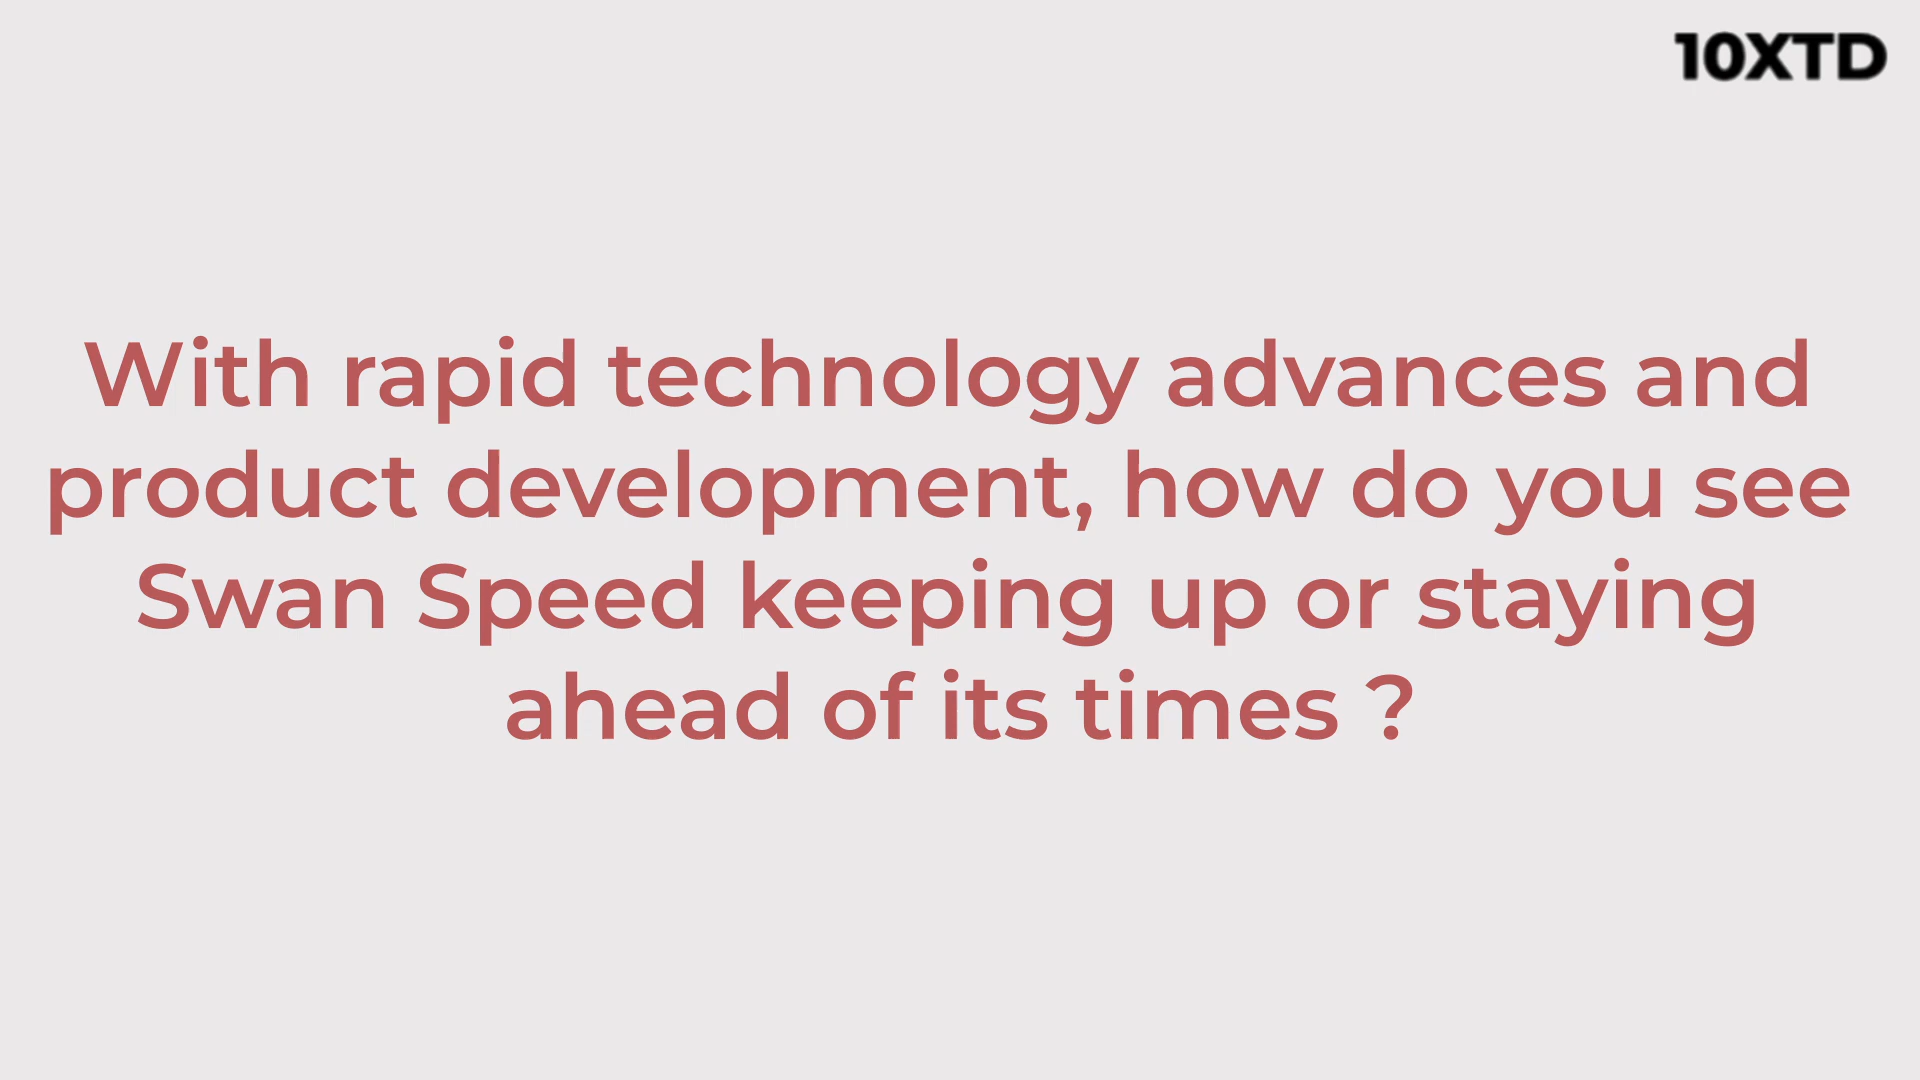 10XTD
With rapid technology advances and
product development, how do you see
Swan Speed keeping up or staying
ahead of its times ?